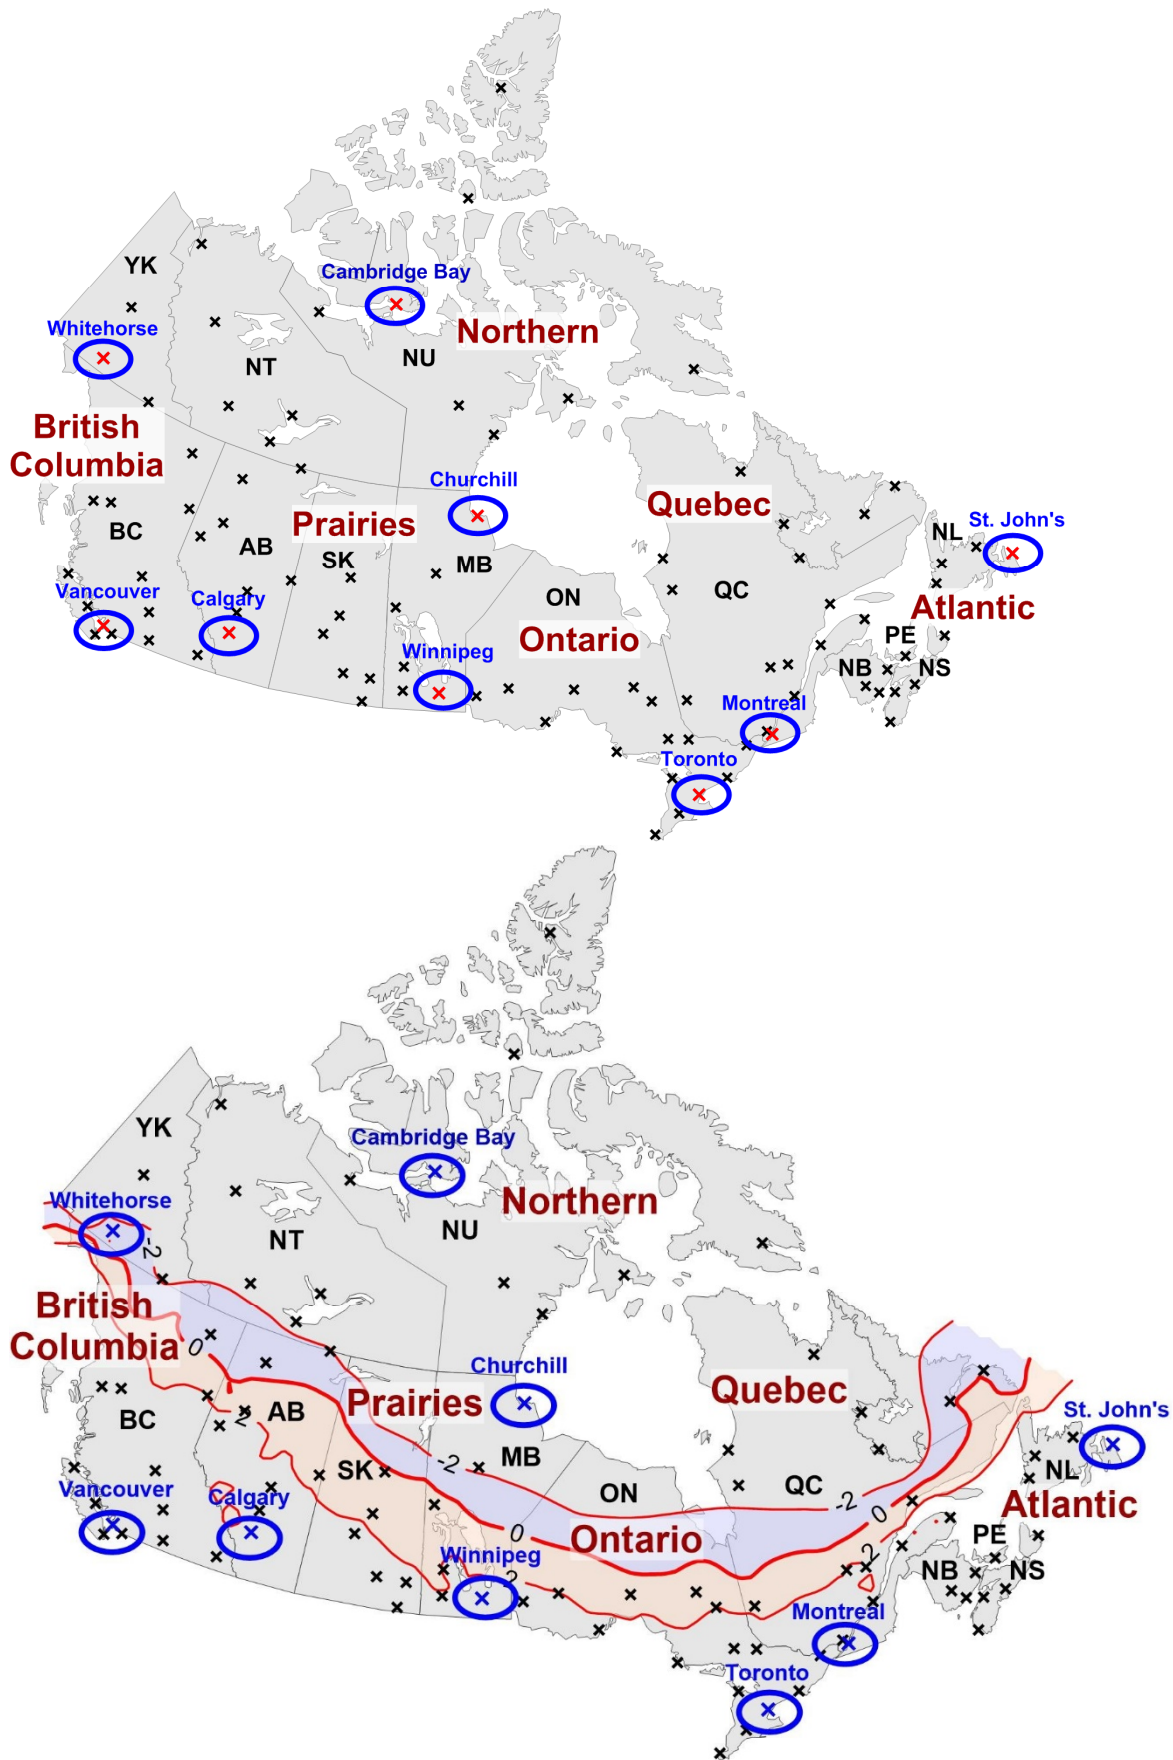 YK
Cambridge Bay
Whitehorse
Northern
NT
NU
British
Columbia
Churchill
Quebec
Prairies
St. John's
BC
AB
SK
MB
NL
Vancouver
Calgary
ON
QC
Atlantic
Ontario
PE
Winnipeg
NB
NS
Montreal
Toronto
YK
Cambridge Bay
Whitehorse
Northern
-2
NT
NU
British
Columbia
0
Churchill
Prairies
Quebec
BC
2
AB
St. John's
-2
MB
SK
NL
Vancouver
Calgary
ON
QC
-2
Atlantic
0
Ontario
0
PE
Winnipeg
2
2
NB
NS
Montreal
Toronto